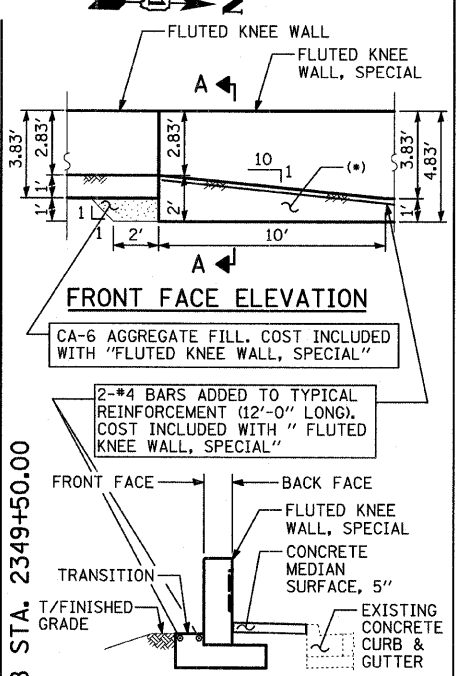 N
FLUTED KNEE WALL
FLUTED KNEE
WALL, SPECIAL
A
3.83'
2.83'
1'
1'
2.83'
2'
10
1
(*)
3.83'
4.83'
1'
1
1
2'
10'
A
FRONT FACE ELEVATION
CA-6 AGGREGATE FILL. COST INCLUDED
WITH "FLUTED KNEE WALL, SPECIAL"
2-#4 BARS ADDED TO TYPICAL
REINFORCEMENT (12'-0" LONG).
COST INCLUDED WITH " FLUTED
KNEE WALL, SPECIAL"
FRONT FACE
BACK FACE
FLUTED KNEE
WALL, SPECIAL
CONCRETE
MEDIAN
SURFACE, 5"
TRANSITION
T/FINISHED
GRADE
EXISTING
CONCRETE
CURB &
GUTTER
STA. 2349+50.00